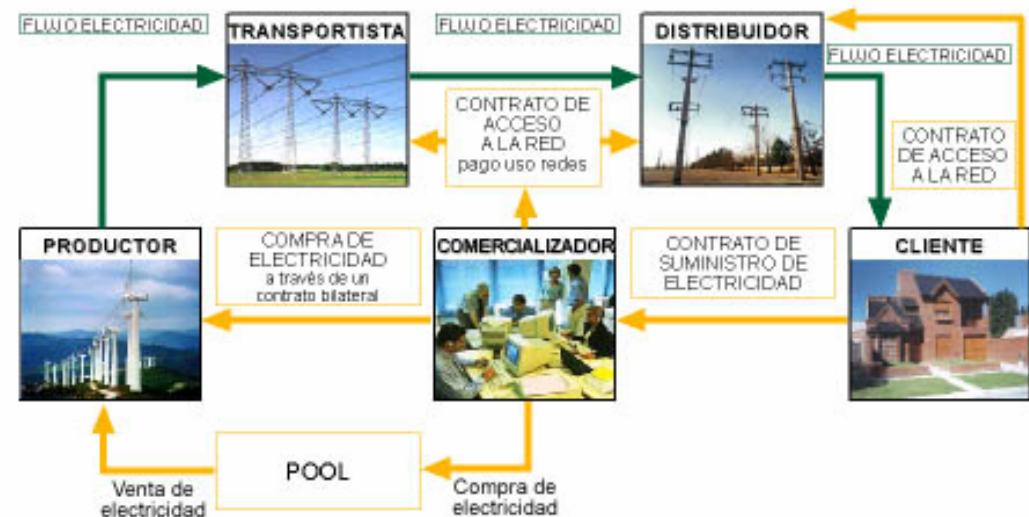 FLUJO ELECTRICIDAD
TRANSPORTISTA
FLUJO ELECTRICIDAD
DISTRIBUIDOR
FLUJO ELECTRICIDAD
CONTRATO DE
ACCESO
A LA RED
pago uso redes
CONTRATO
DE ACCESO
A LA RED
PRODUCTOR
COMPRA DE
ELECTRICIDAD
a través de un
contrato bilateral
COMERCIALIZADOR
CONTRATO DE
SUMINISTRO DE
ELECTRICIDAD
CLIENTE
POOL
Venta de
electricidad
Compra de
electricidad